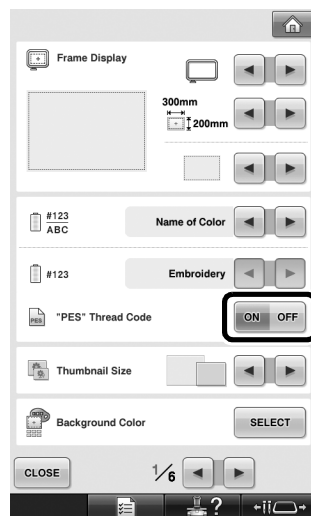 Frame Display
300mm
200mm
#123
ABC
Name of Color
#123
Embroidery
PES
"PES" Thread Code
ON OFF
Thumbnail Size
Background Color
SELECT
CLOSE
1/6
?